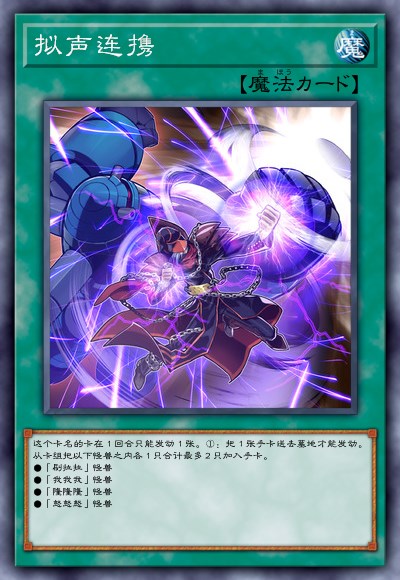 拟声连携
魔
【魔法カード】
ま ほう
这个卡名的卡在1回合只能发动1张。①：把1张手卡送去墓地才能发动。
从卡组把以下怪兽之内各1只合计最多2只加入手卡。
●「刷拉拉」怪兽
●「我我我」怪兽
●「隆隆隆」怪兽
●「怒怒怒」怪兽